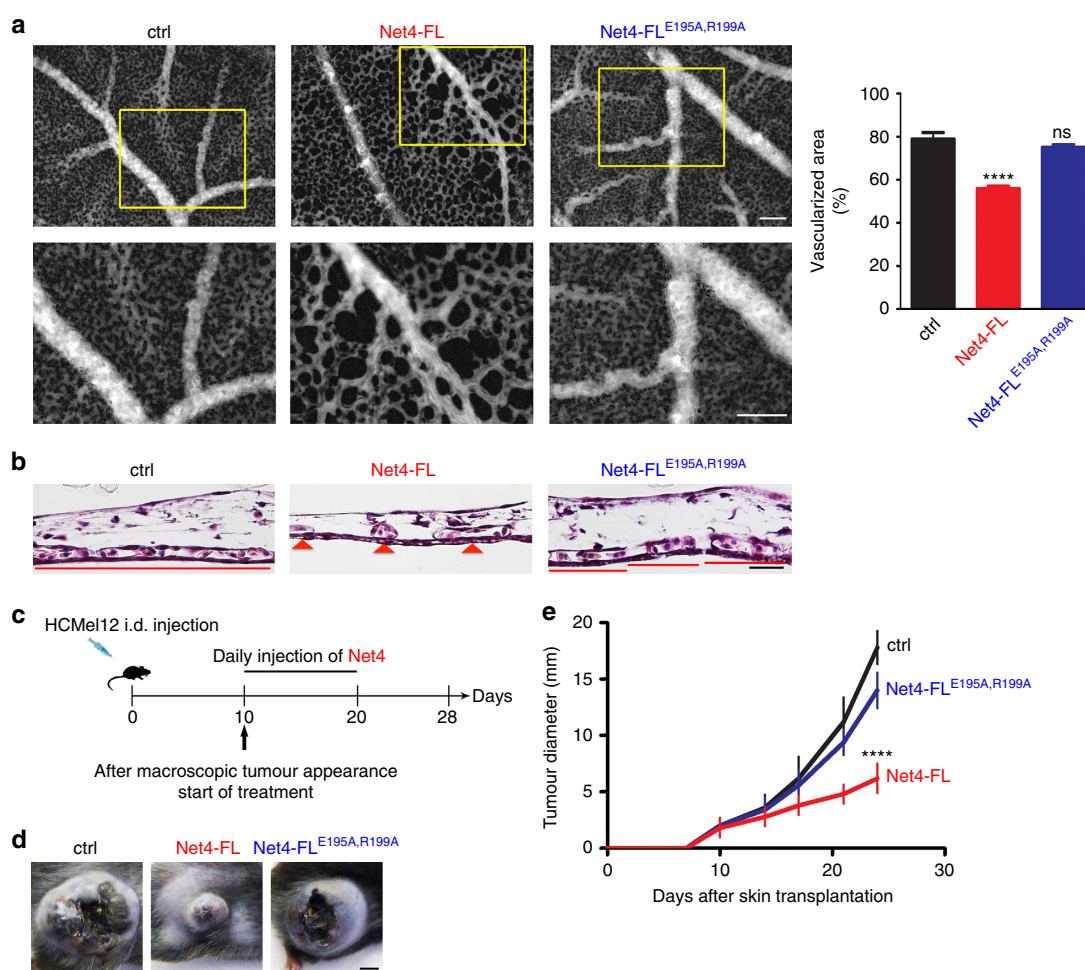 a
ctrl
Net4-FL
Net4-FL^E195A,R199A
100
80
60
40
20
0
Vascularized area
(%)
****
ns
ctrl
Net4-FL
Net4-FL^E195A,R199A
b
ctrl
Net4-FL
Net4-FL^E195A,R199A
c
HCMel12 i.d. injection
Daily injection of Net4
Days
0
10
20
28
After macroscopic tumour appearance
start of treatment
d
ctrl
Net4-FL
Net4-FL^E195A,R199A
e
20
15
10
5
0
Tumour diameter (mm)
ctrl
Net4-FL^E195A,R199A
****
Net4-FL
0
10
20
30
Days after skin transplantation